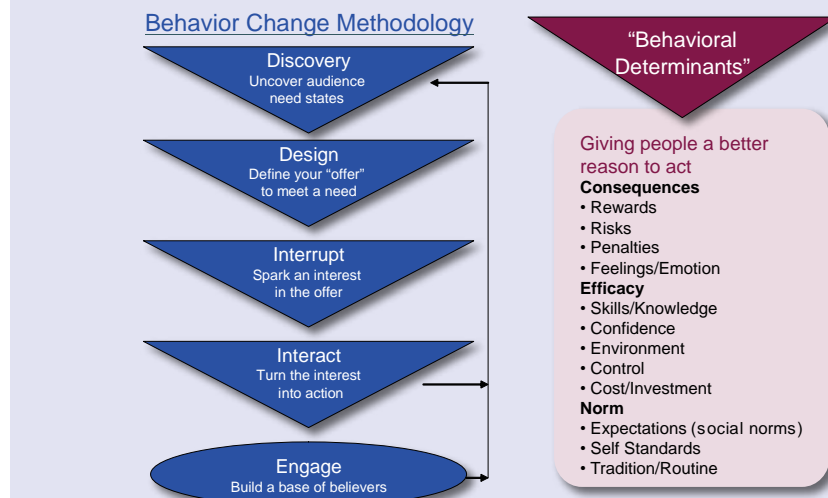 Behavior Change Methodology
Discovery
Uncover audience
need states
Design
Define your “offer”
to meet a need
Interrupt
Spark an interest
in the offer
Interact
Turn the interest
into action
Engage
Build a base of believers
“Behavioral
Determinants”
Giving people a better
reason to act
Consequences
• Rewards
• Risks
• Penalties
• Feelings/Emotion
Efficacy
• Skills/Knowledge
• Confidence
• Environment
• Control
• Cost/Investment
Norm
• Expectations (social norms)
• Self Standards
• Tradition/Routine